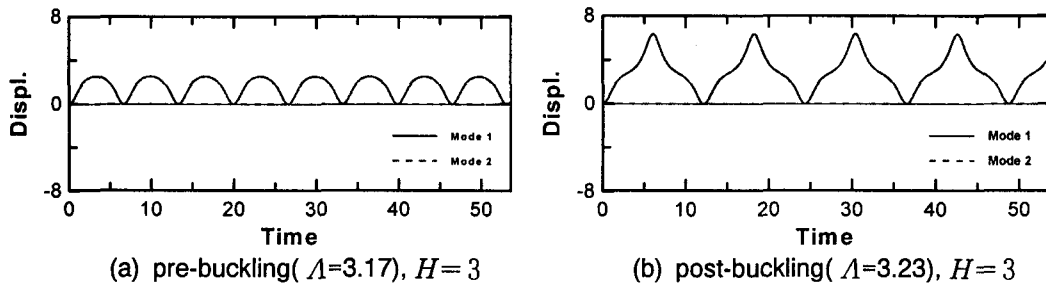 8
0
-8
Displ.
Mode 1
Mode 2
0 10 20 30 40 50
Time
(a) pre-buckling( Λ=3.17), H=3
8
0
-8
Displ.
Mode 1
Mode 2
0 10 20 30 40 50
Time
(b) post-buckling( Λ=3.23), H=3